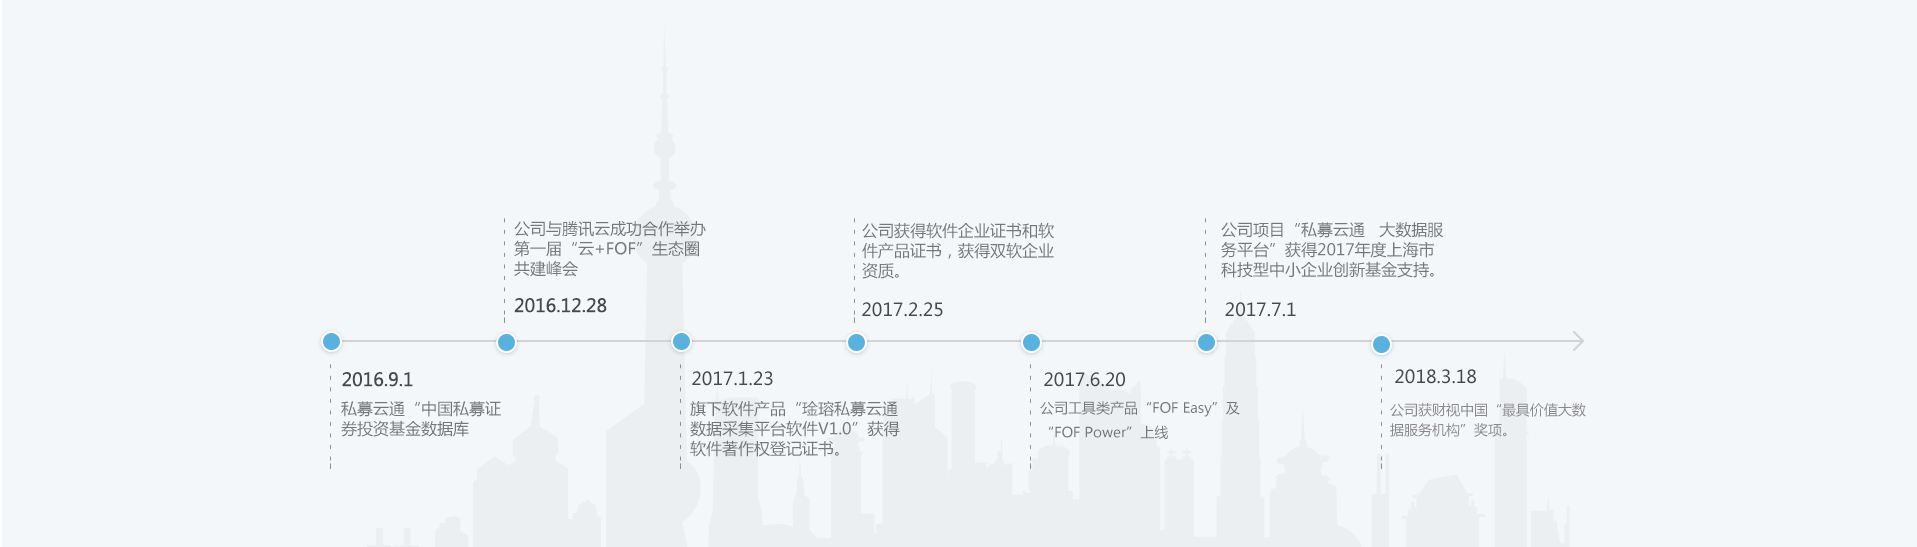 公司与腾讯云成功合作举办
第一届“云+FOF”生态圈
共建峰会
2016.12.28
公司获得软件企业证书和软
件产品证书，获得双软企业
资质。
2017.2.25
公司项目“私募云通 大数据服
务平台”获得2017年度上海市
科技型中小企业创新基金支持。
2017.7.1
2016.9.1
私募云通“中国私募证
券投资基金数据库
2017.1.23
旗下软件产品“琻瑢私募云通
数据采集平台软件V1.0”获得
软件著作权登记证书。
2017.6.20
公司工具类产品“FOF Easy”及
“FOF Power”上线
2018.3.18
公司获财视中国“最具价值大数
据服务机构”奖项。